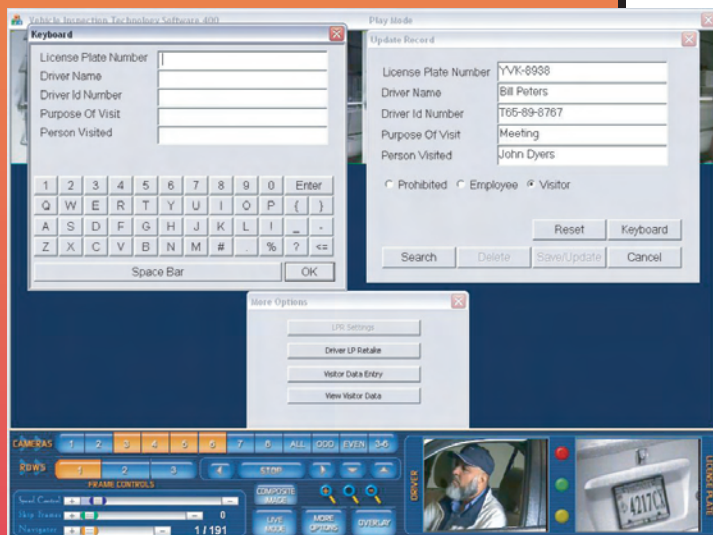 Vehicle Inspection Technology Software 400
Play Mode
Keyboard
License Plate Number
Driver Name
Driver Id Number
Purpose Of Visit
Person Visited
1 2 3 4 5 6 7 8 9 0 Enter
Q W E R T Y U I O P { }
A S D F G H J K L ! _ -
Z X C V B N M # . % ? <=
Space Bar OK
Update Record
License Plate Number YVK-8938
Driver Name Bill Peters
Driver Id Number T65-89-8767
Purpose Of Visit Meeting
Person Visited John Dyers
Prohibited Employee Visitor
Reset Keyboard
Search Delete Save/Update Cancel
More Options
LPR Settings
Driver LP Retake
Visitor Data Entry
View Visitor Data
CAMERAS 1 2 3 4 5 6 7 8 ALL ODD EVEN 3-6
ROWS 1 2 3 STOP
FRAME CONTROLS
Speed Control + -
Skip Frames + - 0
Navigator + - 1 / 191
COMPOSITE IMAGE
LIVE MODE
MORE OPTIONS
OVERLAY
DRIVER
4217CX
LICENSE PLATE